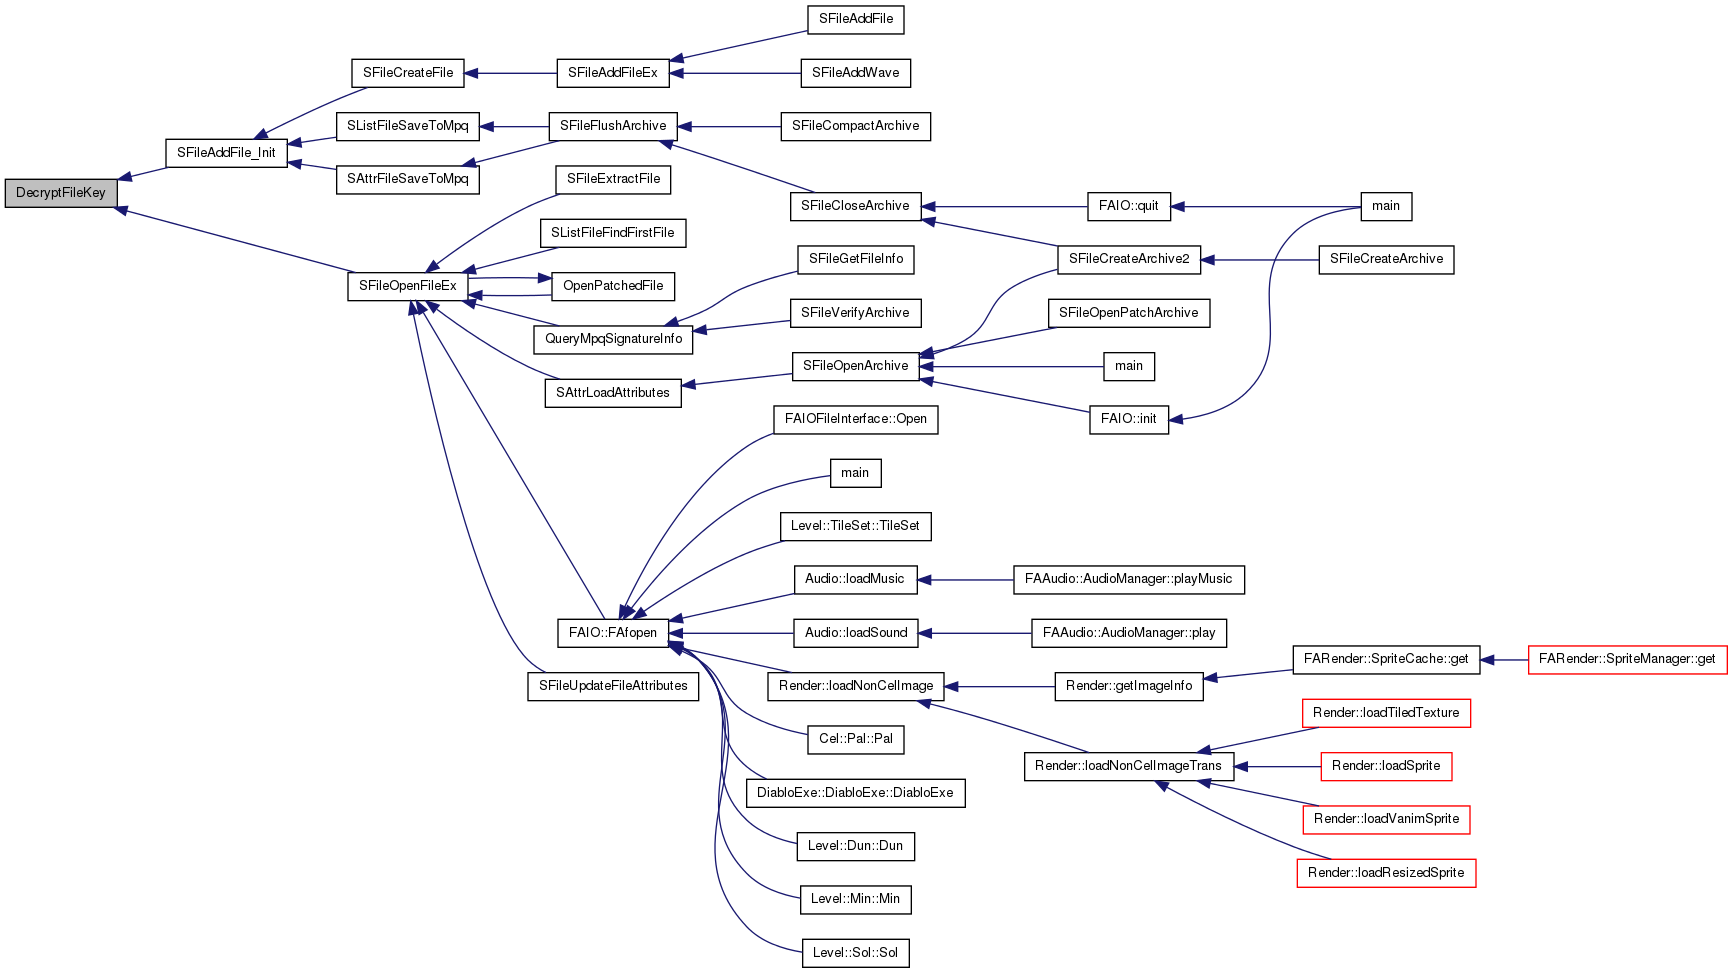 SFileAddFile
SFileCreateFile
SFileAddFileEx
SFileAddWave
SListFileSaveToMpq
SFileFlushArchive
SFileCompactArchive
SFileAddFile_Init
SAttrFileSaveToMpq
SFileExtractFile
DecryptFileKey
SFileCloseArchive
FAIO::quit
main
SListFileFindFirstFile
SFileGetFileInfo
SFileCreateArchive2
SFileCreateArchive
SFileOpenFileEx
OpenPatchedFile
SFileVerifyArchive
SFileOpenPatchArchive
QueryMpqSignatureInfo
SFileOpenArchive
main
SAttrLoadAttributes
FAIOFileInterface::Open
FAIO::init
main
Level::TileSet::TileSet
Audio::loadMusic
FAAudio::AudioManager::playMusic
FAIO::FAfopen
Audio::loadSound
FAAudio::AudioManager::play
FARender::SpriteCache::get
FARender::SpriteManager::get
SFileUpdateFileAttributes
Render::loadNonCelImage
Render::getImageInfo
Render::loadTiledTexture
Cel::Pal::Pal
Render::loadNonCelImageTrans
Render::loadSprite
DiabloExe::DiabloExe::DiabloExe
Render::loadVanimSprite
Level::Dun::Dun
Render::loadResizedSprite
Level::Min::Min
Level::Sol::Sol